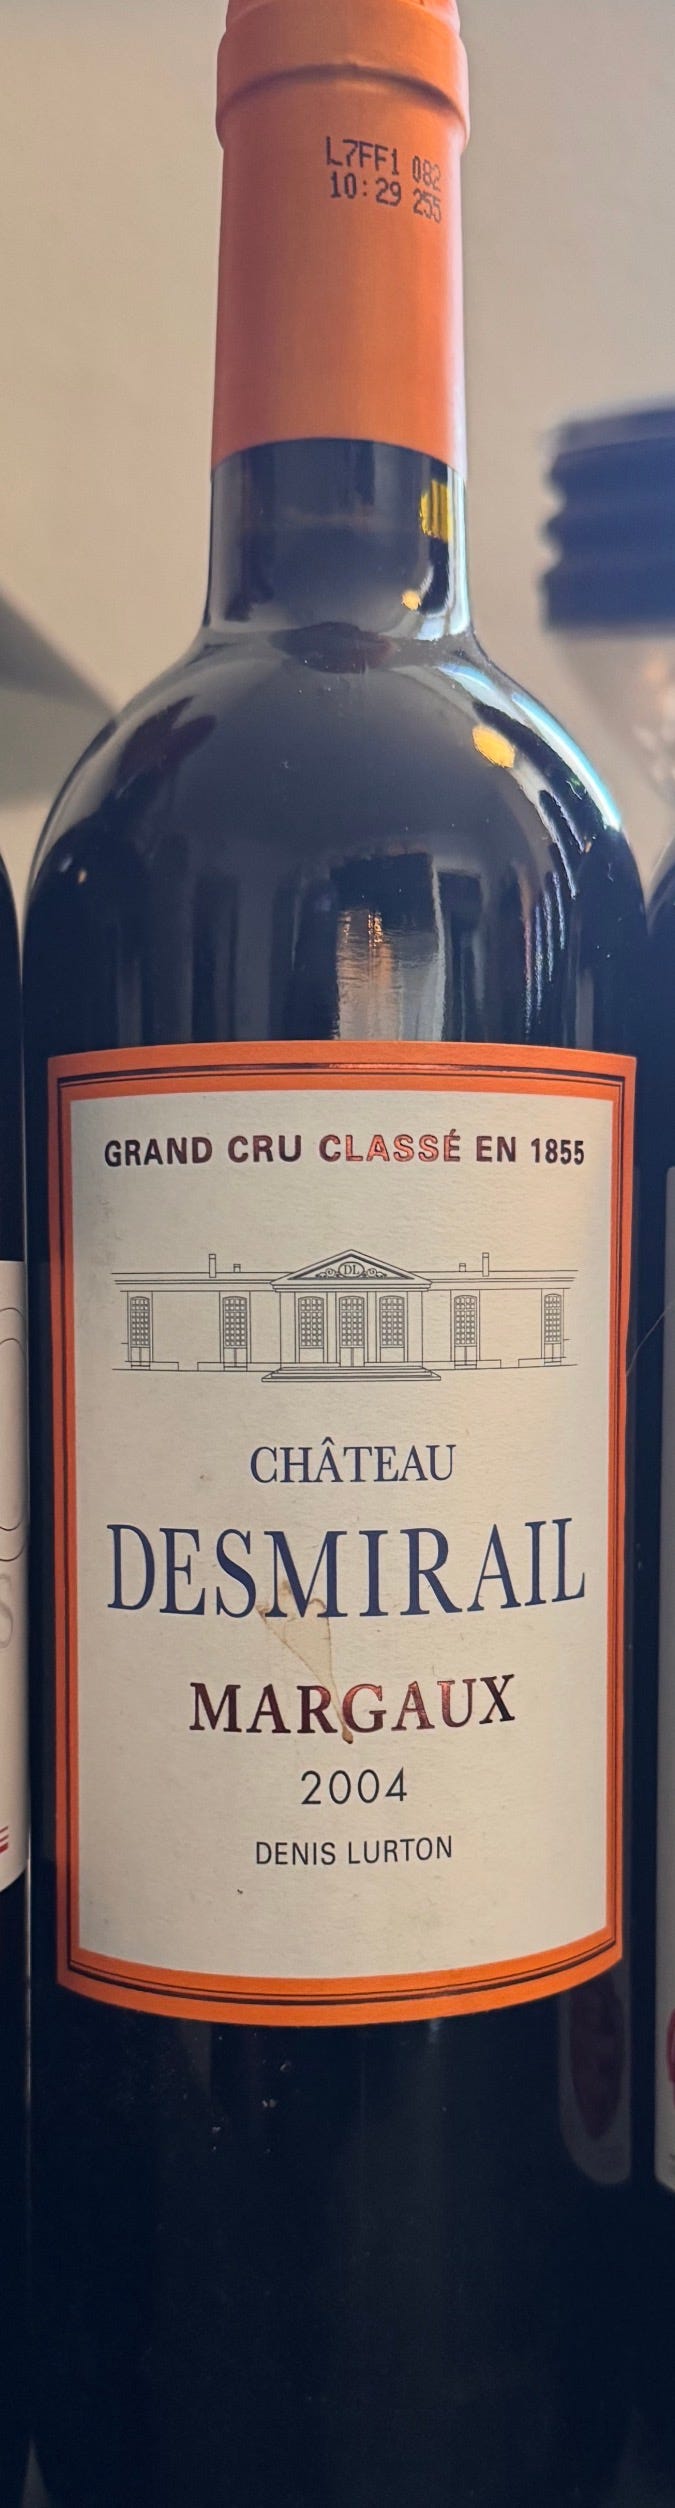 L7FF1 082
10:29 255
GRAND CRU CLASSÉ EN 1855
DL
CHÂTEAU
DESMIRAIL
MARGAUX
2004
DENIS LURTON